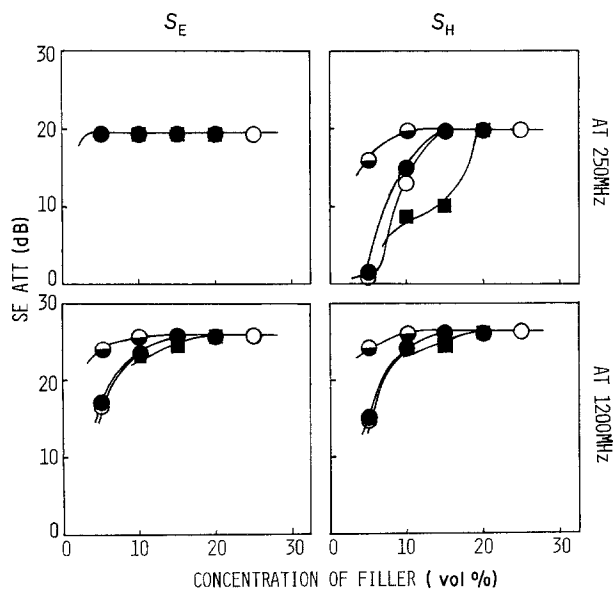 S_E S_H
30
20
10
0
30
20
10
0
SE ATT (dB)
AT 250MHz
AT 1200MHz
0 10 20 30 0 10 20 30
CONCENTRATION OF FILLER ( vol %)